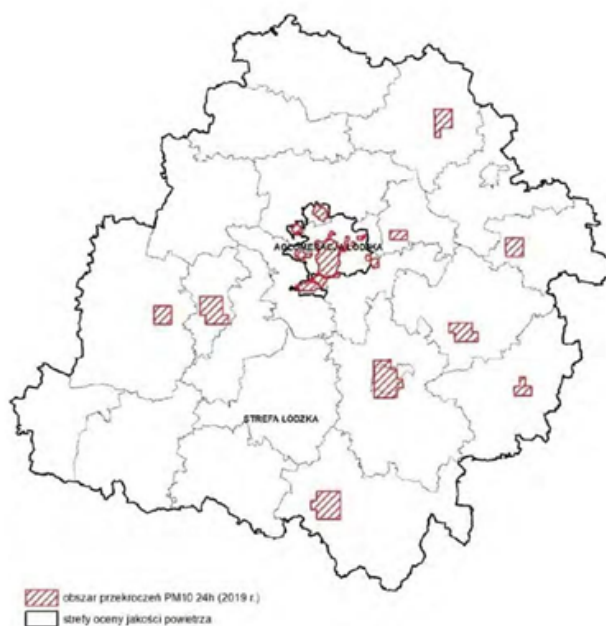 AGLOMERACJA ŁÓDZKA
STREFA ŁÓDZKA
obszar przekroczeń PM10 24h (2019 r.)
strefy oceny jakości powietrza